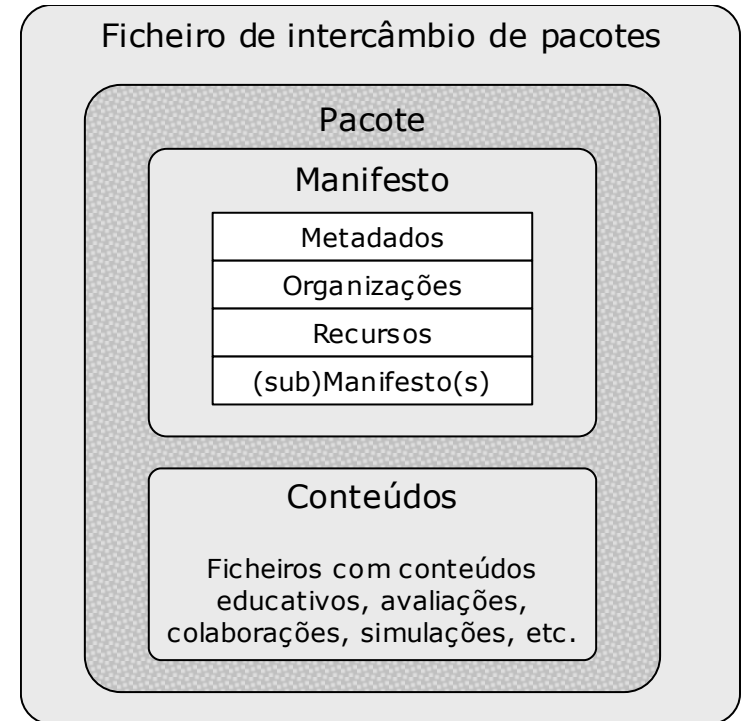 Ficheiro de intercâmbio de pacotes
Pacote
Manifesto
Metadados
Organizações
Recursos
(sub)Manifesto(s)
Conteúdos
Ficheiros com conteúdos
educativos, avaliações,
colaborações, simulações, etc.